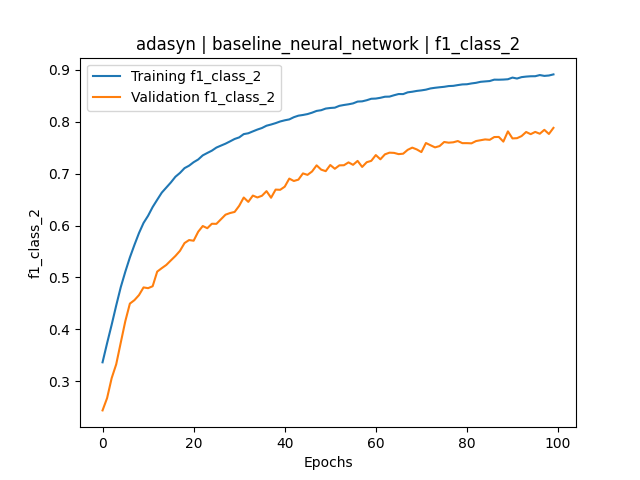 adasyn | baseline_neural_network | f1_class_2
Training f1_class_2
Validation f1_class_2
f1_class_2
0.9
0.8
0.7
0.6
0.5
0.4
0.3
0 20 40 60 80 100
Epochs